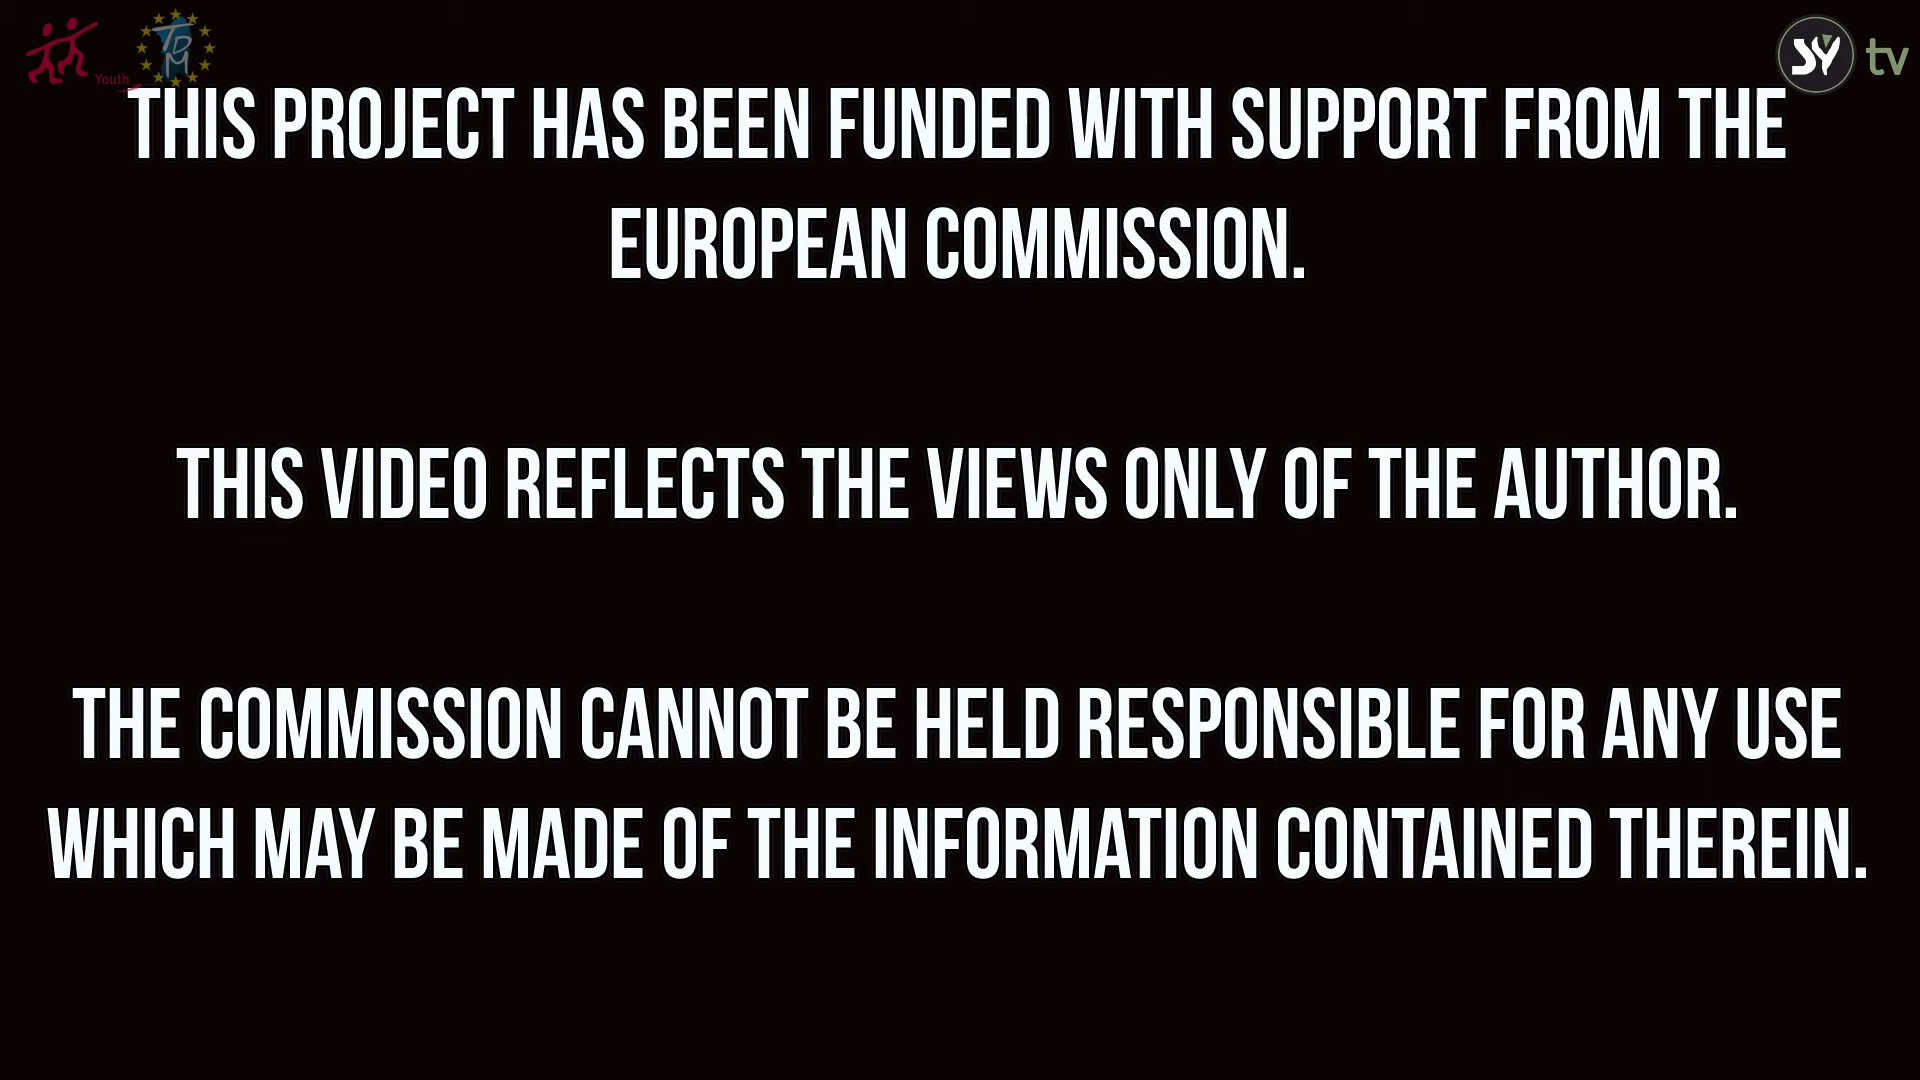 Youth
TDM
SY tv
THIS PROJECT HAS BEEN FUNDED WITH SUPPORT FROM THE
EUROPEAN COMMISSION.
THIS VIDEO REFLECTS THE VIEWS ONLY OF THE AUTHOR.
THE COMMISSION CANNOT BE HELD RESPONSIBLE FOR ANY USE
WHICH MAY BE MADE OF THE INFORMATION CONTAINED THEREIN.